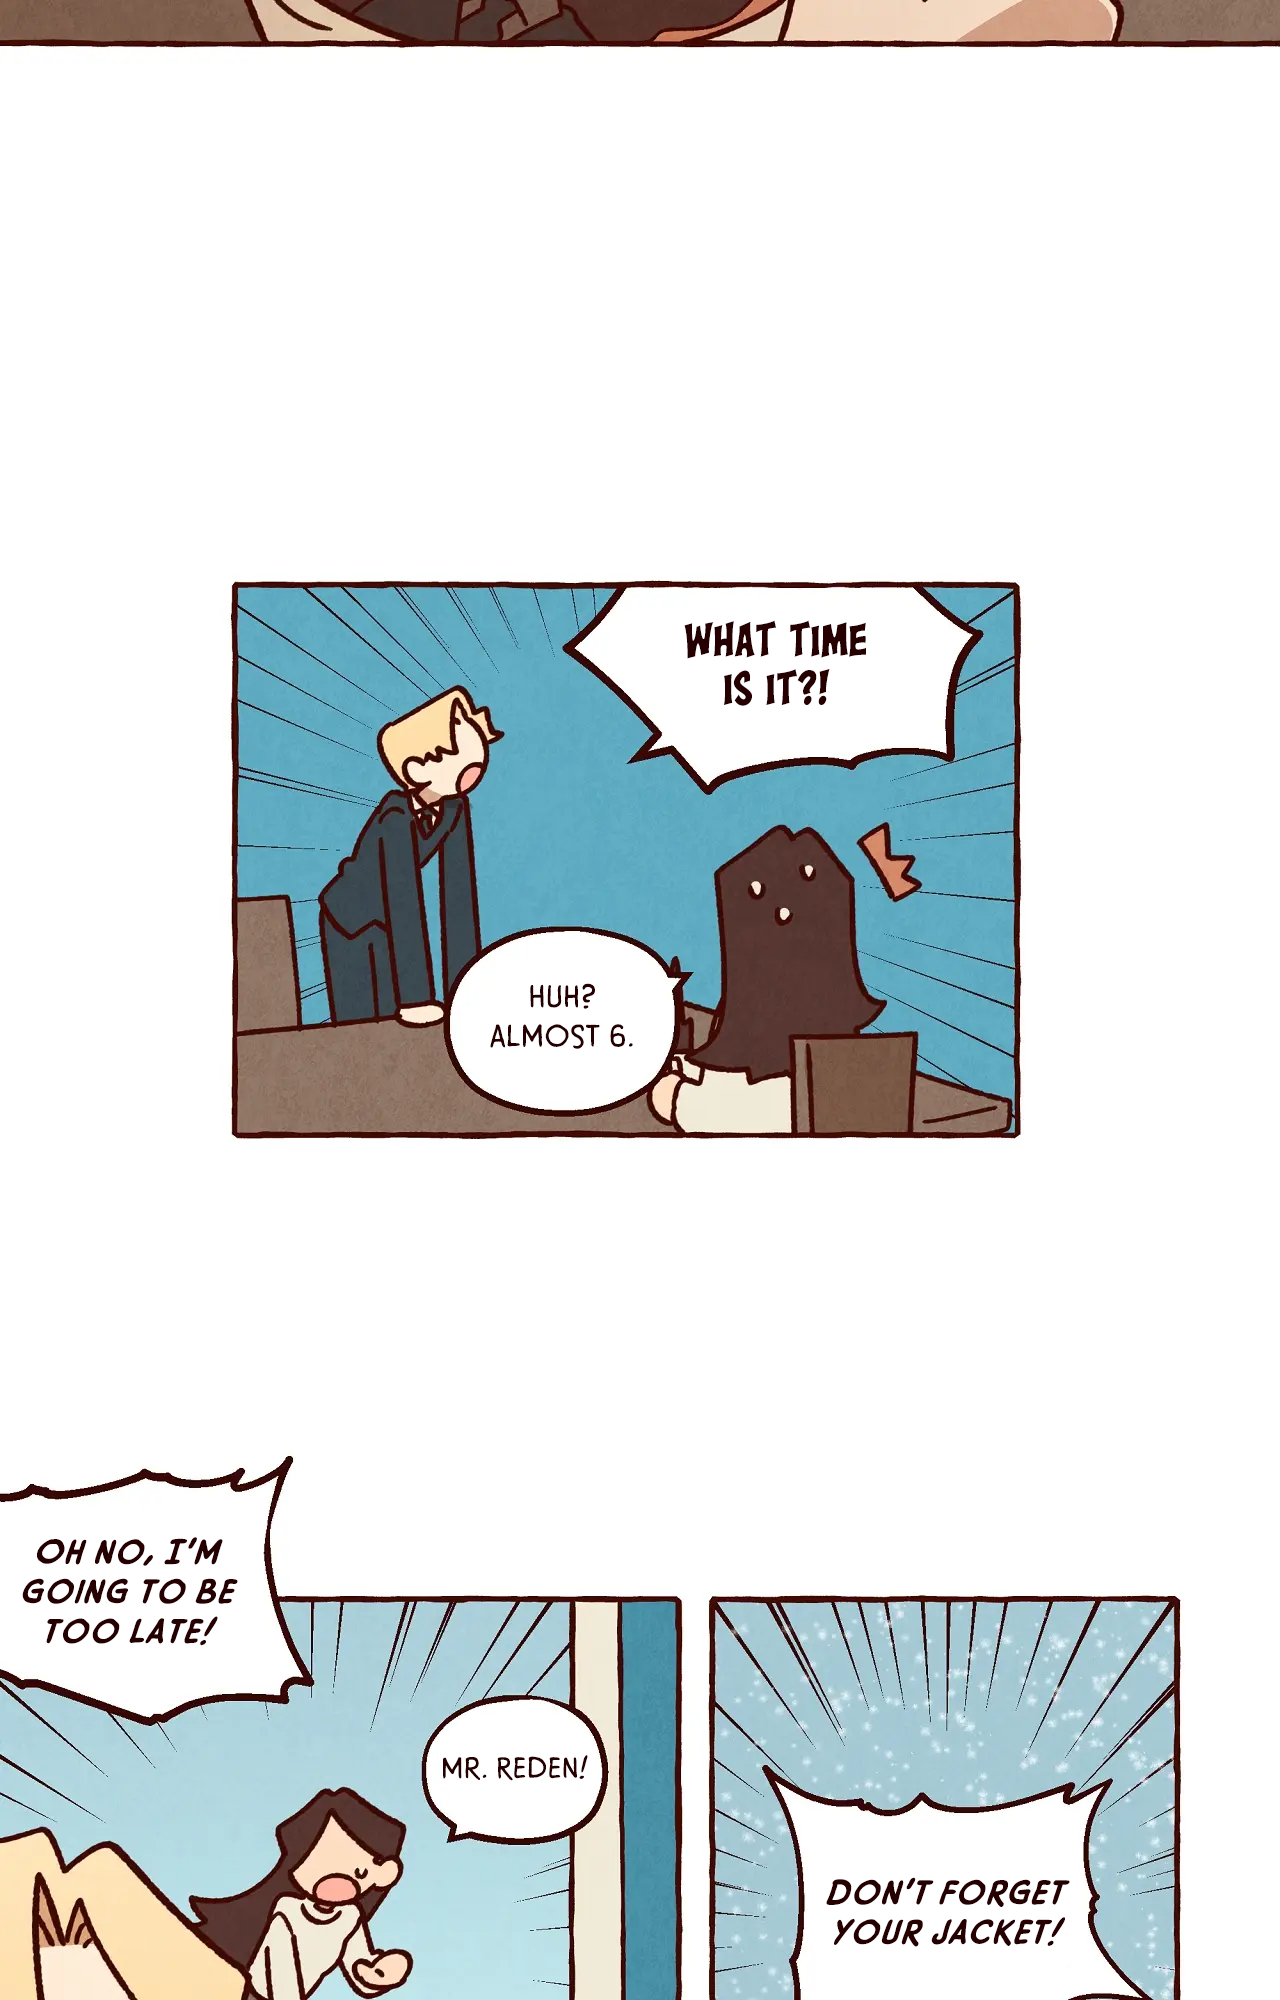 WHAT TIME
IS IT?!
HUH?
ALMOST 6.
OH NO, I'M
GOING TO BE
TOO LATE!
MR. REDEN!
DON'T FORGET
YOUR JACKET!